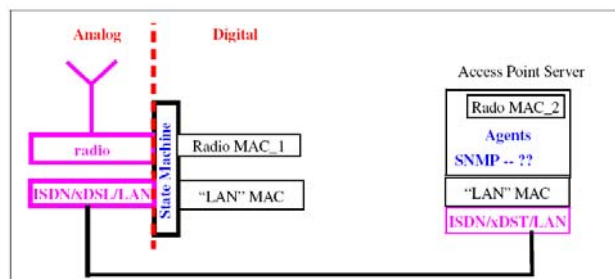 Analog
Digital
Access Point Server
Rado MAC_2
Agents
SNMP -- ??
radio
State Machine
Radio MAC_1
ISDN/xDSL/LAN
“LAN” MAC
“LAN” MAC
ISDN/xDST/LAN